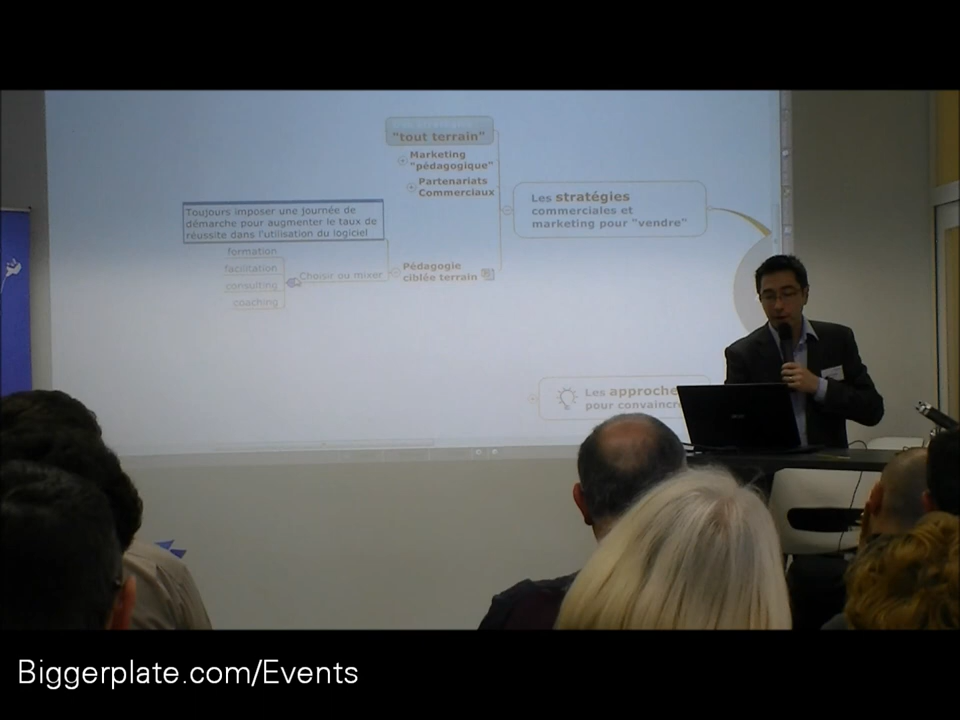 "tout terrain"
Marketing
"pédagogique"
Partenariats
Commerciaux
Les stratégies
commerciales et
marketing pour "vendre"
Toujours imposer une journée de
démarche pour augmenter le taux de
réussite dans l'utilisation du logiciel
formation
facilitation
consulting
coaching
Choisir ou mixer
Pédagogie
ciblée terrain
Les approche
pour convaincr
Biggerplate.com/Events